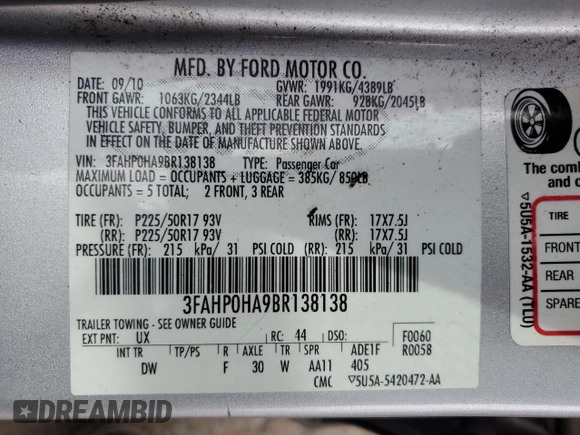 MFD. BY FORD MOTOR CO.
DATE: 09/10 GVWR: 1991KG/4389LB
FRONT GAWR: 1063KG/2344LB REAR GAWR: 928KG/2045LB
THIS VEHICLE CONFORMS TO ALL APPLICABLE FEDERAL MOTOR
VEHICLE SAFETY, BUMPER, AND THEFT PREVENTION STANDARDS
IN EFFECT ON THE DATE OF MANUFACTURE SHOWN ABOVE.
VIN: 3FAHP0HA9BR138138 TYPE: Passenger Car
MAXIMUM LOAD = OCCUPANTS + LUGGAGE = 385KG/ 850LB
OCCUPANTS = 5 TOTAL; 2 FRONT, 3 REAR
TIRE (FR): P225/50R17 93V RIMS (FR): 17X7.5J
(RR): P225/50R17 93V (RR): 17X7.5J
PRESSURE (FR): 215 kPa/ 31 PSI COLD (RR): 215 kPa/ 31 PSI COLD
3FAHP0HA9BR138138
TRAILER TOWING - SEE OWNER GUIDE
EXT PNT: UX RC: 44 DSO: F0060
INT TR TP/PS R AXLE TR SPR ADE1F R0058
DW F 30 W AA11 405
CMC 5U5A-5420472-AA
The comb
and c
TIRE
FRONT
REAR
SPARE
5U5A-1532-AA (TLU)
DREAMBID